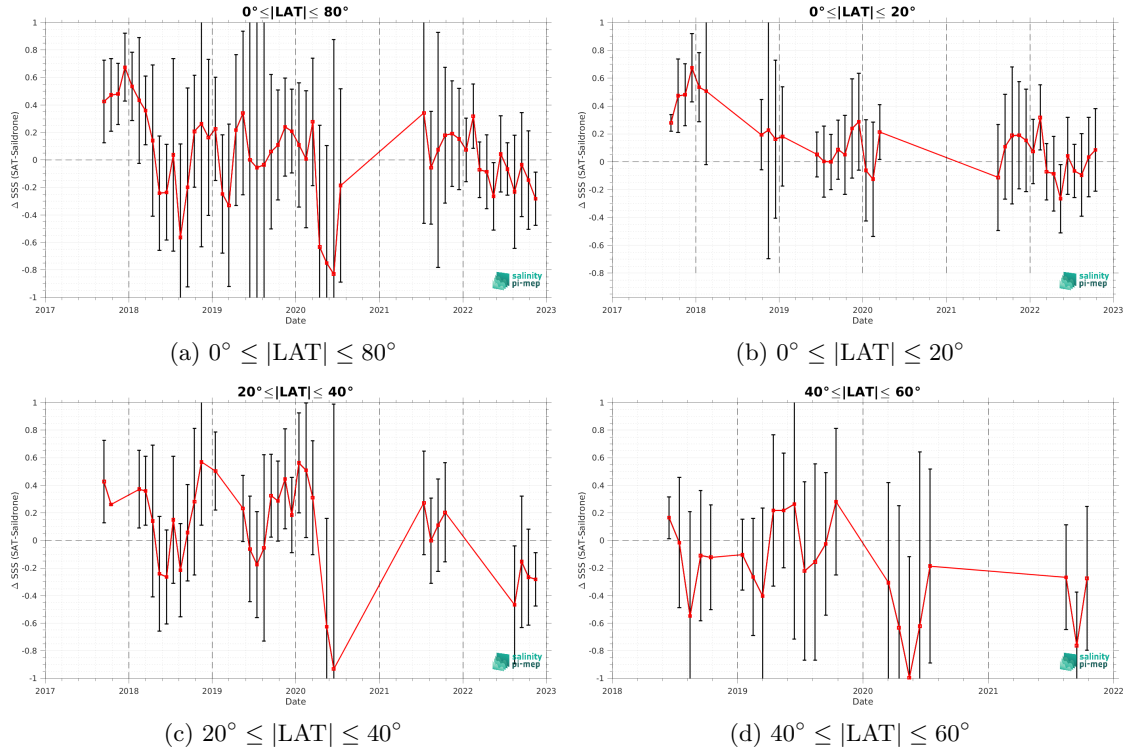 0°≤|LAT|≤ 80°
1
0.8
0.6
0.4
0.2
0
-0.2
-0.4
-0.6
-0.8
-1
Δ SSS (SAT-Saildrone)
2017
2018
2019
2020
2021
2022
2023
Date
salinity
pi-mep
(a) 0° ≤ |LAT| ≤ 80°
0°≤|LAT|≤ 20°
1
0.8
0.6
0.4
0.2
0
-0.2
-0.4
-0.6
-0.8
-1
Δ SSS (SAT-Saildrone)
2017
2018
2019
2020
2021
2022
2023
Date
salinity
pi-mep
(b) 0° ≤ |LAT| ≤ 20°
20°≤|LAT|≤ 40°
1
0.8
0.6
0.4
0.2
0
-0.2
-0.4
-0.6
-0.8
-1
Δ SSS (SAT-Saildrone)
2017
2018
2019
2020
2021
2022
2023
Date
salinity
pi-mep
(c) 20° ≤ |LAT| ≤ 40°
40°≤|LAT|≤ 60°
1
0.8
0.6
0.4
0.2
0
-0.2
-0.4
-0.6
-0.8
-1
Δ SSS (SAT-Saildrone)
2018
2019
2020
2021
2022
Date
salinity
pi-mep
(d) 40° ≤ |LAT| ≤ 60°